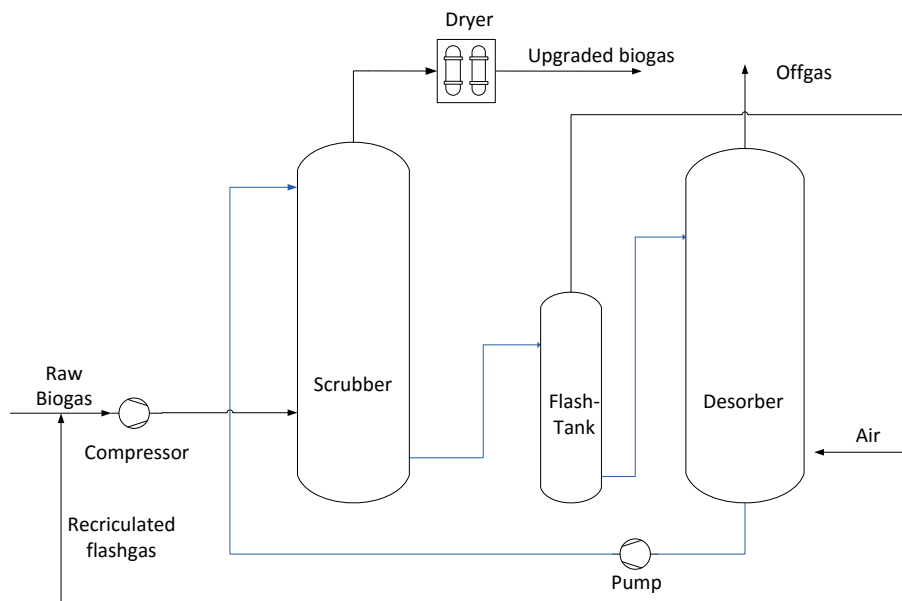 Dryer
Upgraded biogas
Offgas
Raw
Biogas
Scrubber
Flash-
Tank
Desorber
Air
Compressor
Recriculated
flashgas
Pump